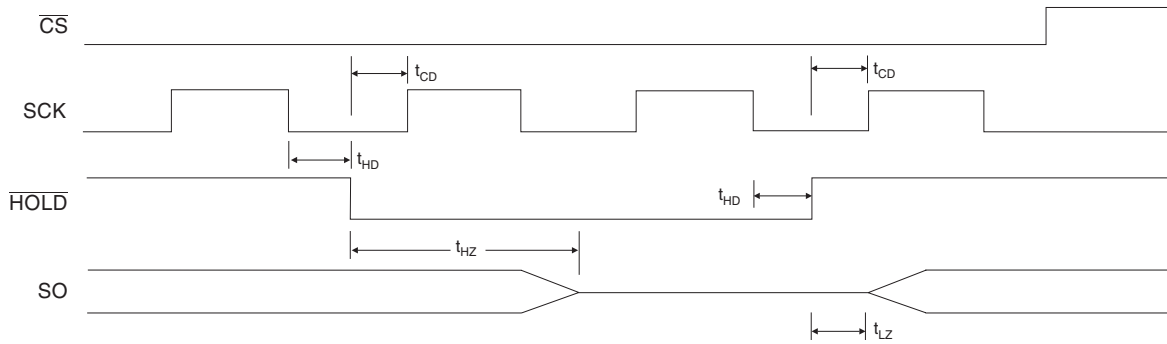 CS
t_CD
t_CD
SCK
t_HD
HOLD
t_HD
t_HZ
SO
t_LZ